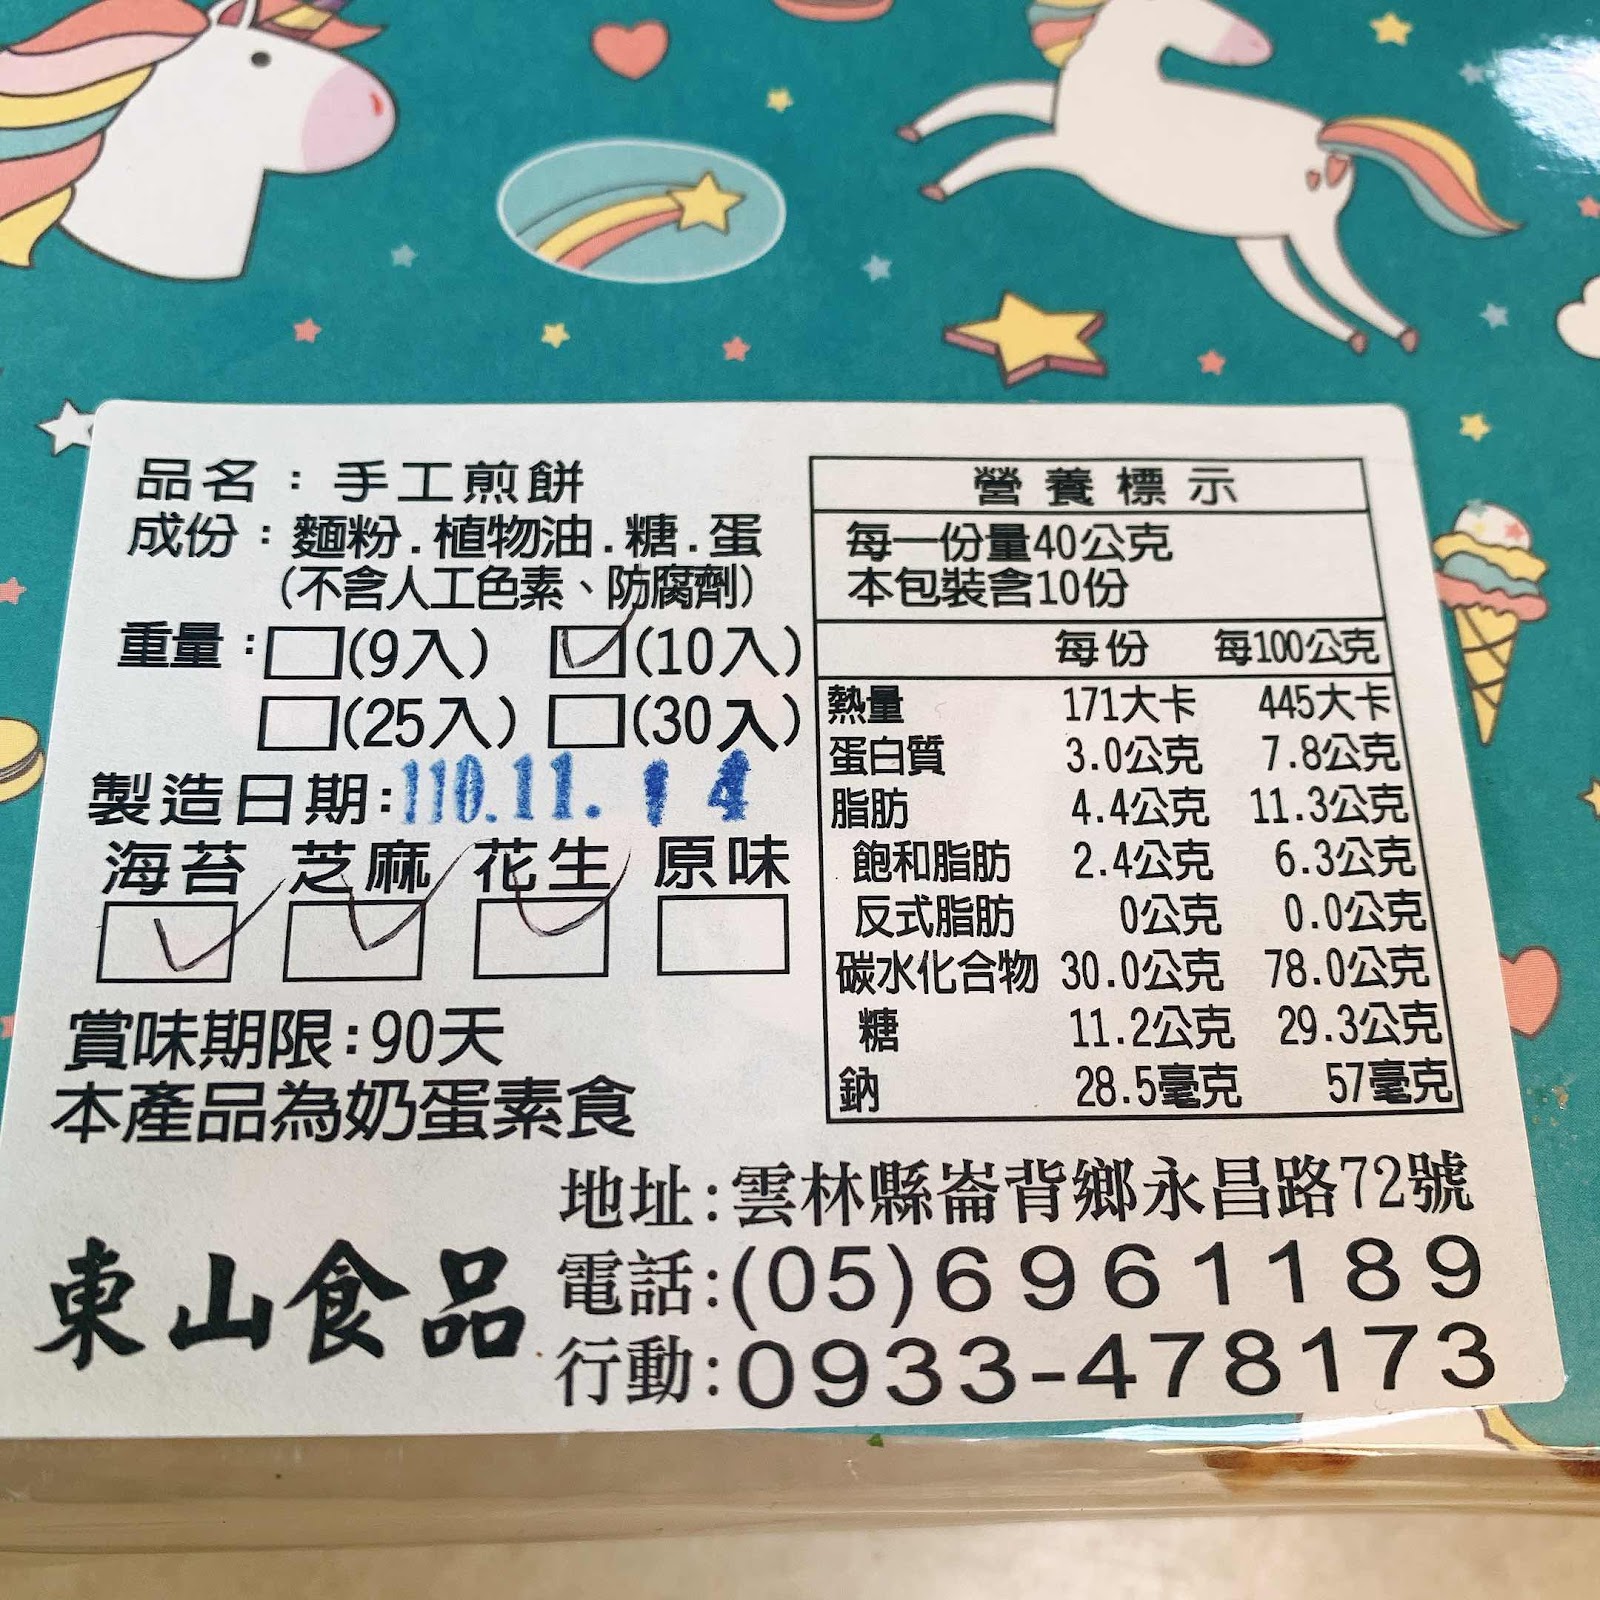 品名：手工煎餅
成份：麵粉.植物油.糖.蛋
(不含人工色素、防腐劑)
重量：□(9入) ☑(10入)
□(25入) □(30入)
製造日期:110.11.14
海苔 芝麻 花生 原味
☑ ☑ ☑ □
賞味期限:90天
本產品為奶蛋素食
營養標示
每一份量40公克
本包裝含10份
每份 每100公克
熱量 171大卡 445大卡
蛋白質 3.0公克 7.8公克
脂肪 4.4公克 11.3公克
飽和脂肪 2.4公克 6.3公克
反式脂肪 0公克 0.0公克
碳水化合物 30.0公克 78.0公克
糖 11.2公克 29.3公克
鈉 28.5毫克 57毫克
東山食品
地址:雲林縣崙背鄉永昌路72號
電話:(05)6961189
行動:0933-478173